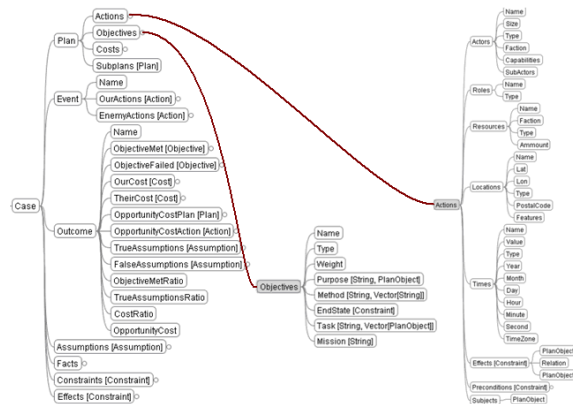 Case
Plan
Actions
Objectives
Costs
Subplans [Plan]
Event
Name
OurActions [Action]
EnemyActions [Action]
Outcome
Name
ObjectiveMet [Objective]
ObjectiveFailed [Objective]
OurCost [Cost]
TheirCost [Cost]
OpportunityCostPlan [Plan]
OpportunityCostAction [Action]
TrueAssumptions [Assumption]
FalseAssumptions [Assumption]
ObjectiveMetRatio
TrueAssumptionsRatio
CostRatio
OpportunityCost
Assumptions [Assumption]
Facts
Constraints [Constraint]
Effects [Constraint]
Objectives
Name
Type
Weight
Purpose [String, PlanObject]
Method [String, Vector[String]]
EndState [Constraint]
Task [String, Vector[PlanObject]]
Mission [String]
Actions
Actors
Name
Size
Type
Faction
Capabilities
SubActors
Roles
Name
Type
Resources
Name
Faction
Type
Ammount
Locations
Name
Lat
Lon
Type
PostalCode
Features
Times
Name
Value
Type
Year
Month
Day
Hour
Minute
Second
TimeZone
Effects [Constraint]
PlanObject
Relation
PlanObject
Preconditions [Constraint]
Subjects
PlanObject